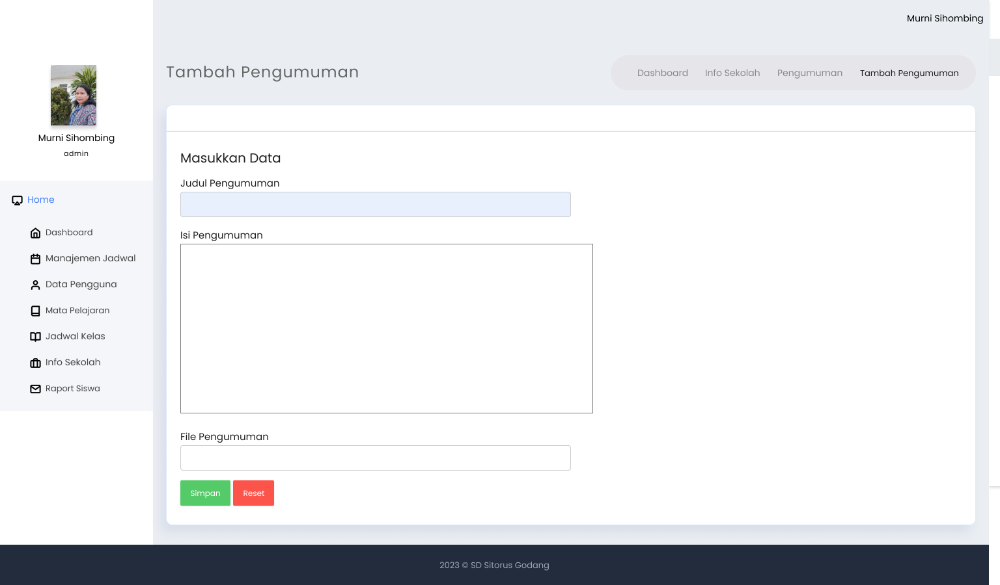 Murni Sihombing
Tambah Pengumuman
Dashboard Info Sekolah Pengumuman Tambah Pengumuman
Murni Sihombing
admin
Home
Dashboard
Manajemen Jadwal
Data Pengguna
Mata Pelajaran
Jadwal Kelas
Info Sekolah
Raport Siswa
Masukkan Data
Judul Pengumuman
Isi Pengumuman
File Pengumuman
Simpan Reset
2023 © SD Sitorus Godang